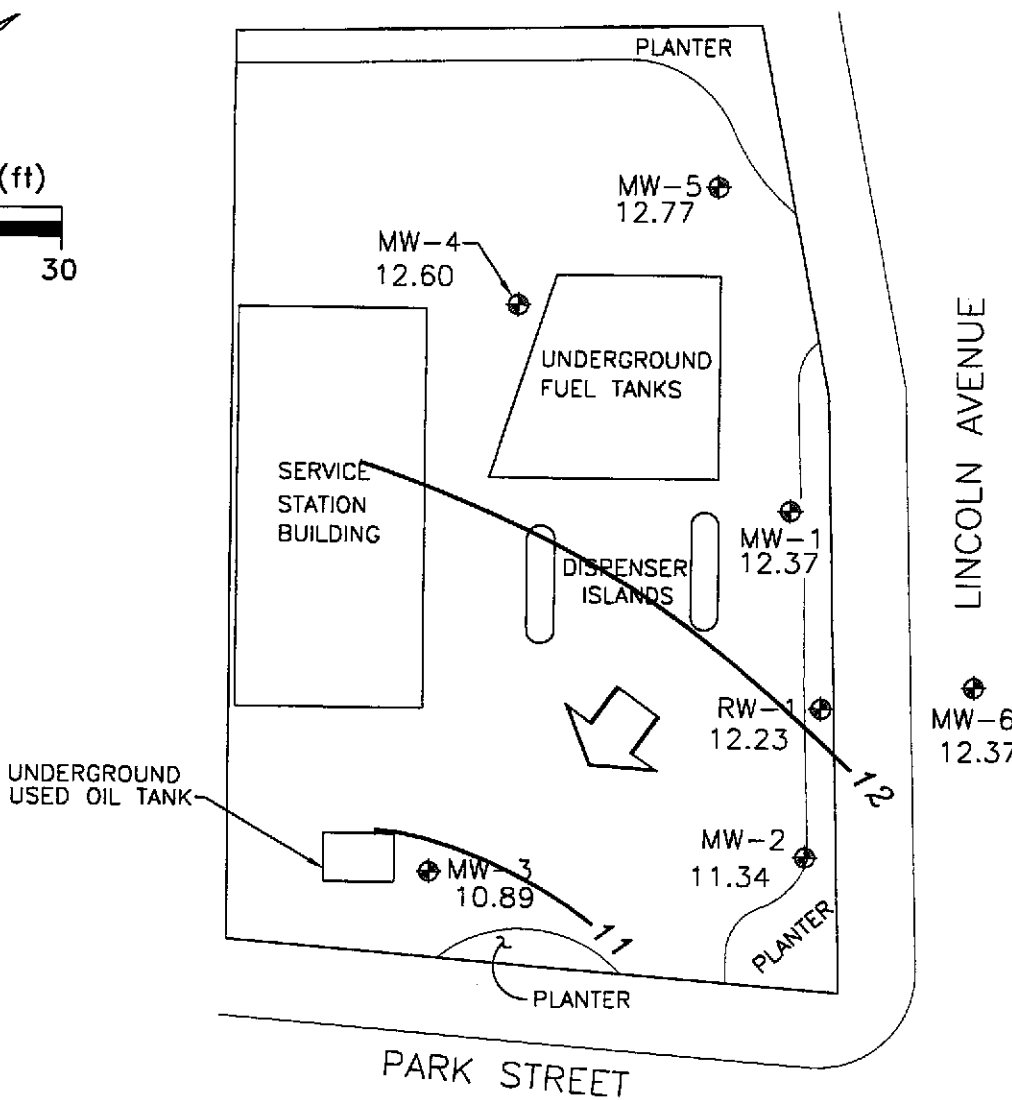 PLANTER
(ft)
30
MW-5
12.77
MW-4
12.60
UNDERGROUND
FUEL TANKS
SERVICE
STATION
BUILDING
MW-1
12.37
DISPENSER
ISLANDS
LINCOLN AVENUE
RW-1
12.23
MW-6
12.37
12
UNDERGROUND
USED OIL TANK
MW-2
11.34
MW-3
10.89
11
PLANTER
PLANTER
PARK STREET